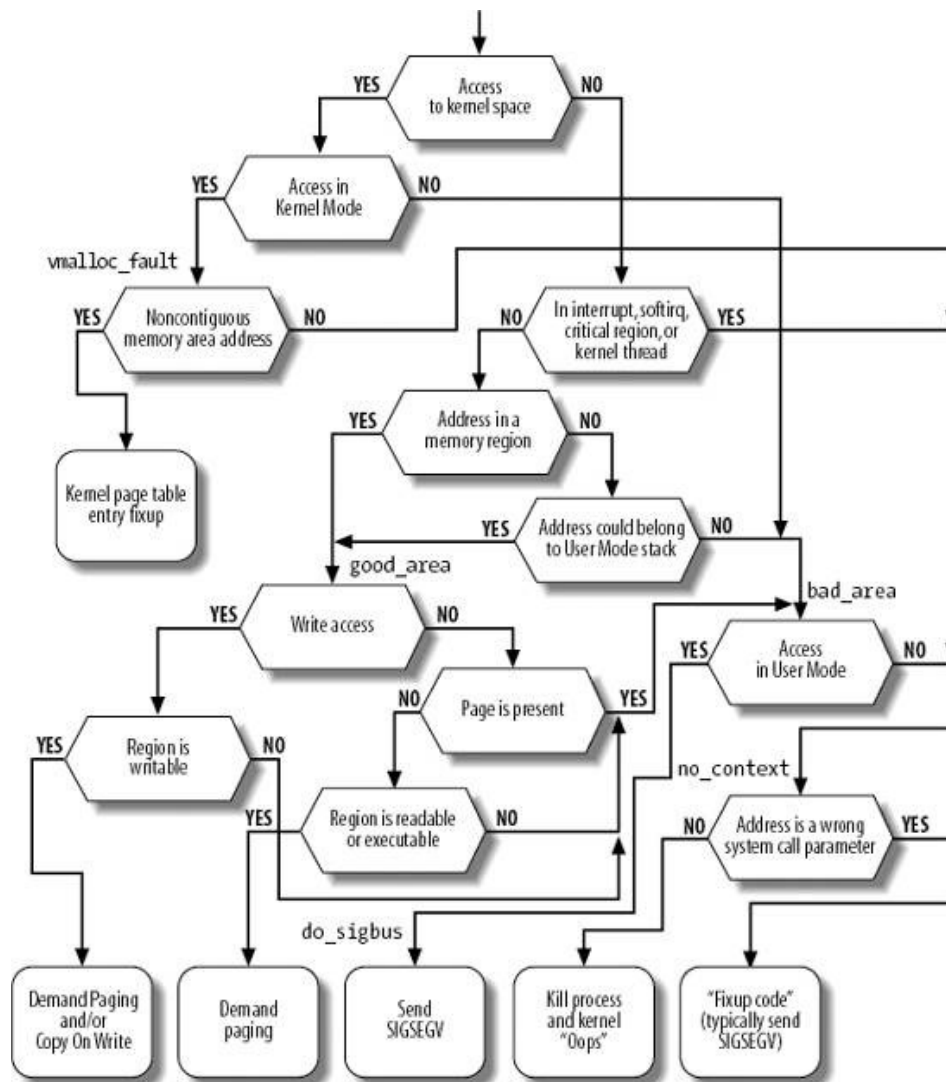 Access
to kernel space
YES
NO
Access in
Kernel Mode
YES
NO
vmalloc_fault
Noncontiguous
memory area address
YES
NO
In interrupt, softirq,
critical region, or
kernel thread
NO
YES
Kernel page table
entry fixup
Address in a
memory region
YES
NO
Address could belong
to User Mode stack
YES
NO
good_area
bad_area
Write access
YES
NO
Access
in User Mode
YES
NO
Page is present
NO
YES
Region is
writable
YES
NO
no_context
Region is readable
or executable
YES
NO
Address is a wrong
system call parameter
NO
YES
do_sigbus
Demand Paging
and/or
Copy On Write
Demand
paging
Send
SIGSEGV
Kill process
and kernel
"Oops"
"Fixup code"
(typically send
SIGSEGV)